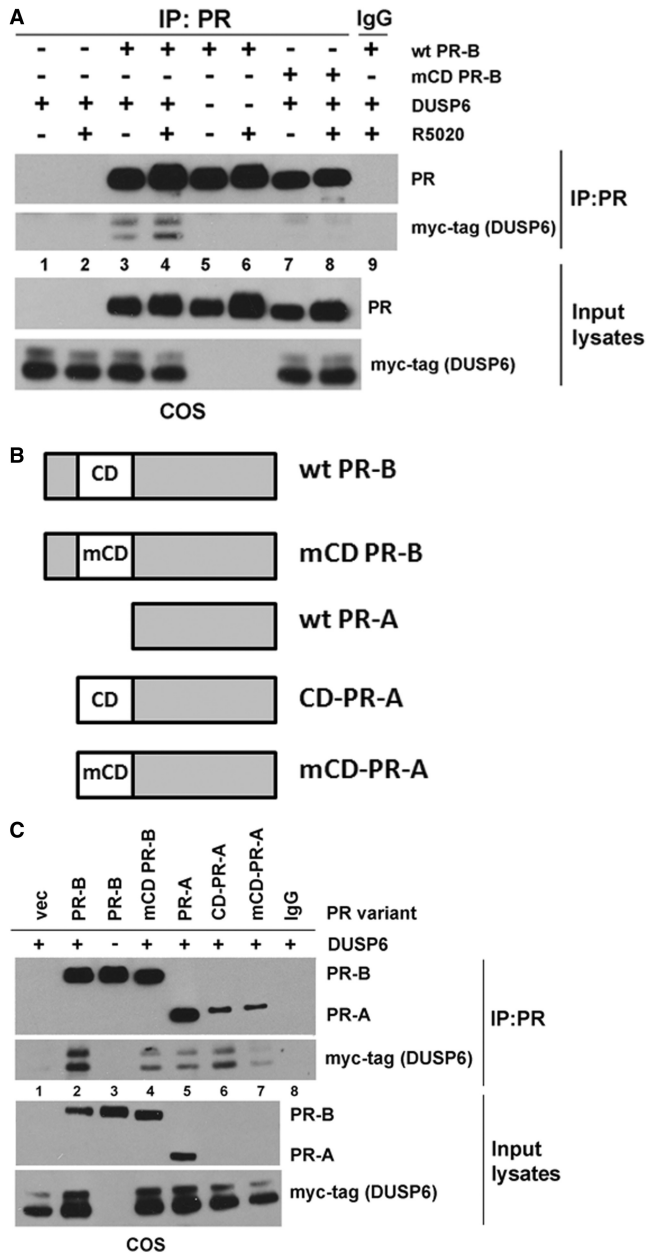 A
IP: PR IgG
- - + + + + - - + wt PR-B
- - - - - - + + - mCD PR-B
+ + + + - - + + + DUSP6
- + - + - + - + + R5020
PR
myc-tag (DUSP6)
IP:PR
1 2 3 4 5 6 7 8 9
PR
myc-tag (DUSP6)
Input
lysates
COS
B
CD wt PR-B
mCD mCD PR-B
wt PR-A
CD CD-PR-A
mCD mCD-PR-A
C
vec PR-B PR-B mCD PR-B PR-A CD-PR-A mCD-PR-A IgG PR variant
+ + - + + + + + DUSP6
PR-B
PR-A
myc-tag (DUSP6)
IP:PR
1 2 3 4 5 6 7 8
PR-B
PR-A
myc-tag (DUSP6)
Input
lysates
COS